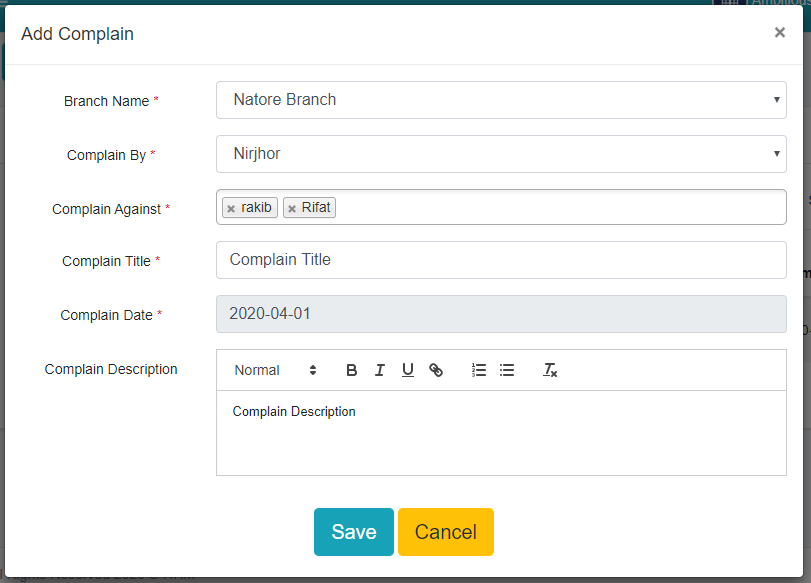 Add Complain ×
Branch Name * Natore Branch
Complain By * Nirjhor
Complain Against * × rakib × Rifat
Complain Title * Complain Title
Complain Date * 2020-04-01
Complain Description Normal B I U Tx
Complain Description
Save Cancel